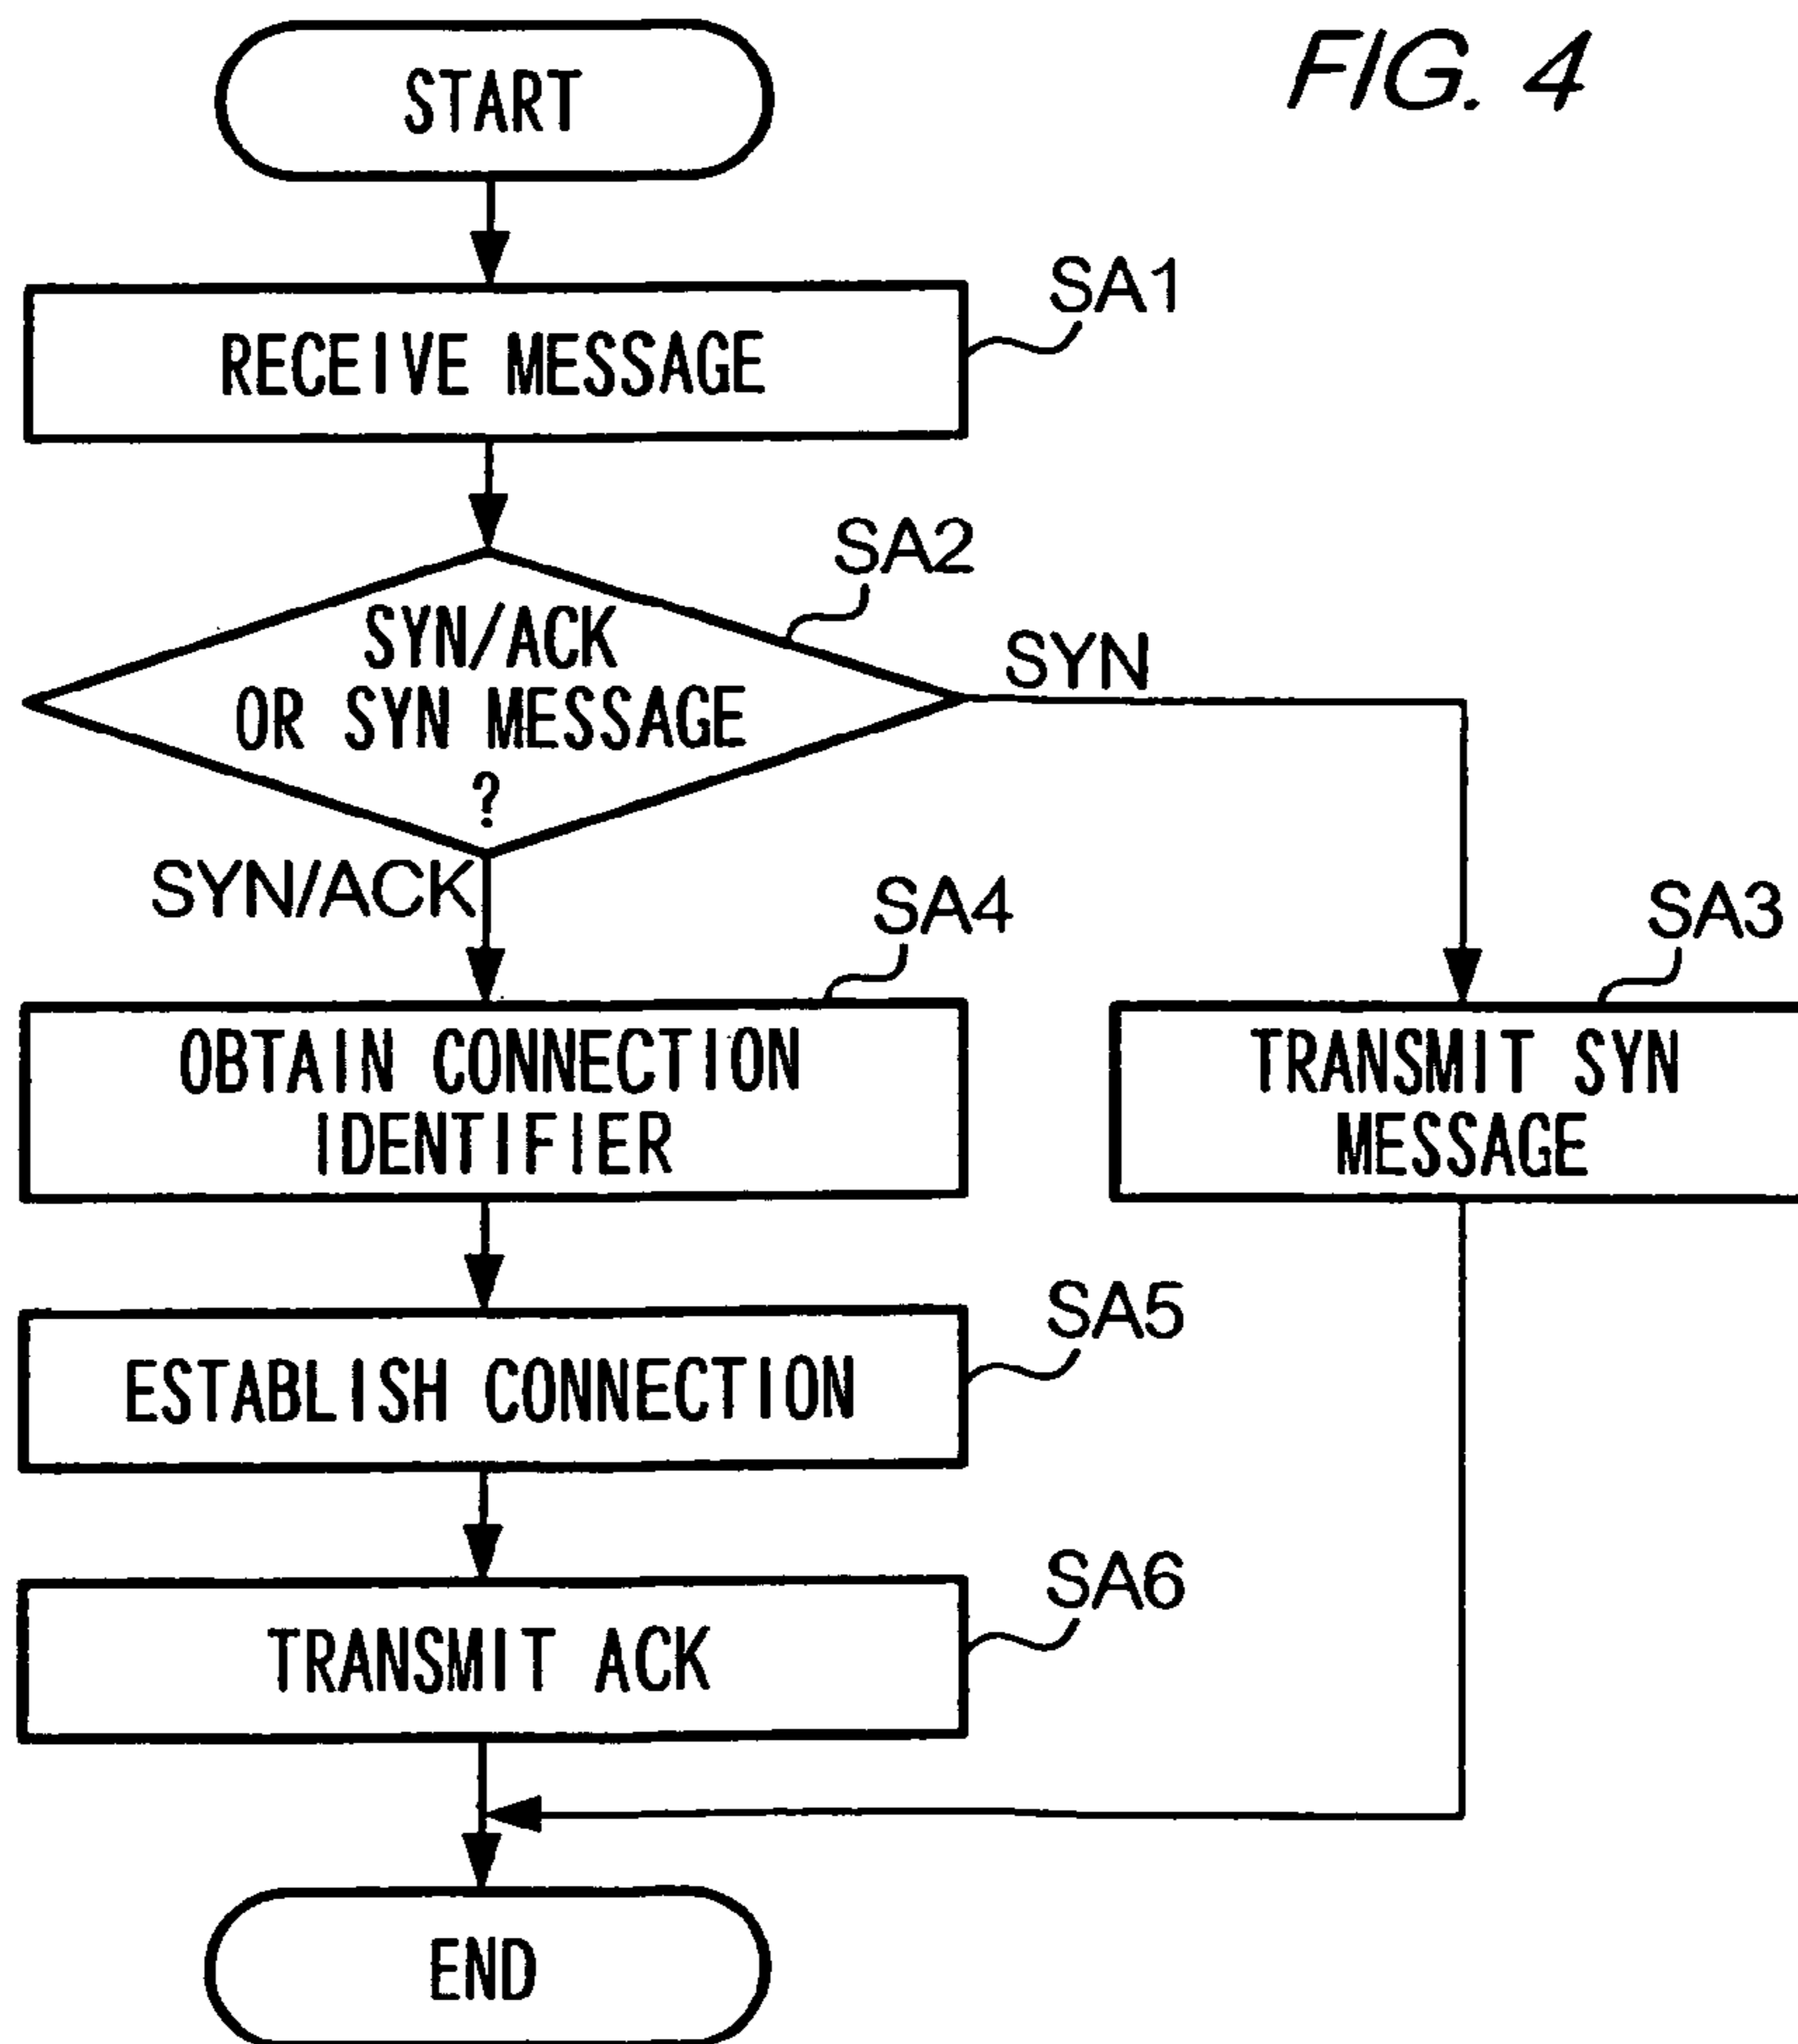 FIG. 4
START
SA1
RECEIVE MESSAGE
SA2
SYN/ACK
OR SYN MESSAGE
?
SYN
SYN/ACK
SA4
OBTAIN CONNECTION
IDENTIFIER
SA3
TRANSMIT SYN
MESSAGE
SA5
ESTABLISH CONNECTION
SA6
TRANSMIT ACK
END